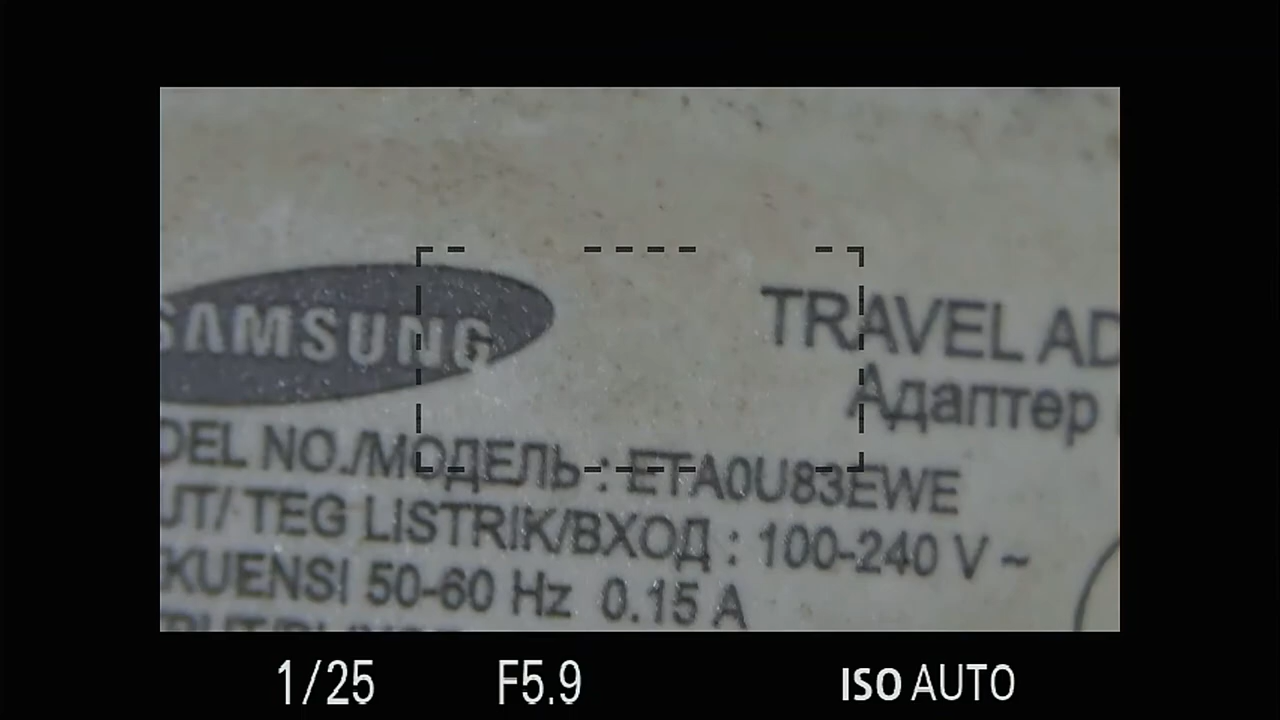 SAMSUNG
TRAVEL AD
Адаптер
DEL NO./МОДЕЛЬ : ETA0U83EWE
UT/ TEG LISTRIK/ВХОД : 100-240 V ~
KUENSI 50-60 Hz 0.15 A
1/25 F5.9 ISO AUTO